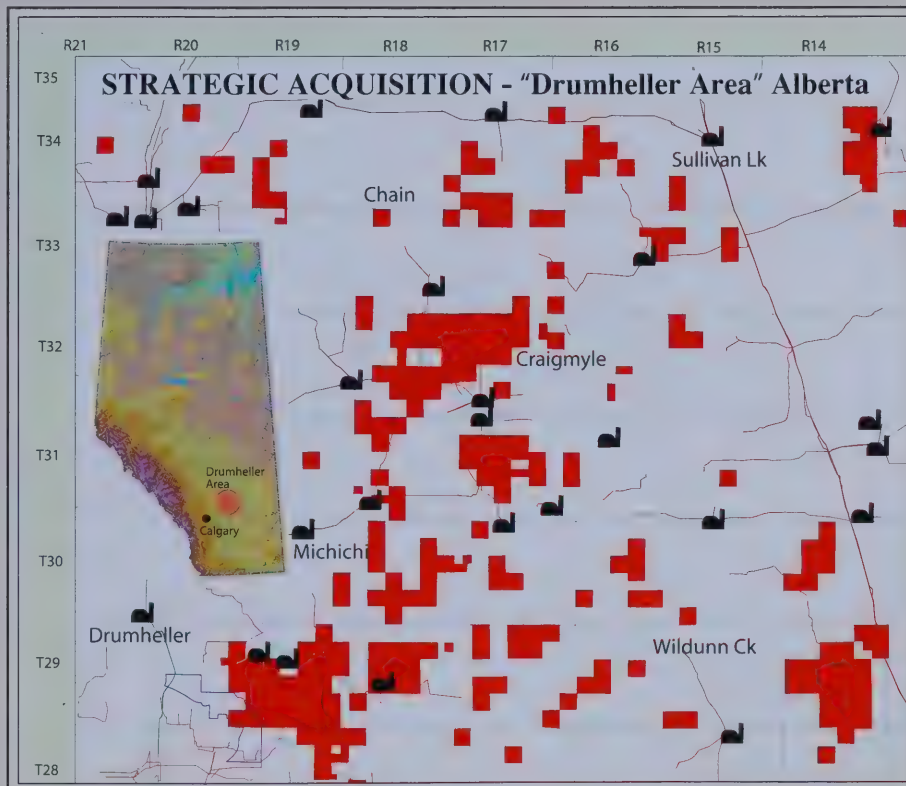 R21 R20 R19 R18 R17 R16 R15 R14
T35
STRATEGIC ACQUISITION - "Drumheller Area" Alberta
T34
Sullivan Lk
Chain
T33
T32
Craigmyle
T31
Drumheller
Area
Calgary
Michichi
T30
Drumheller
Wildunn Ck
T29
T28